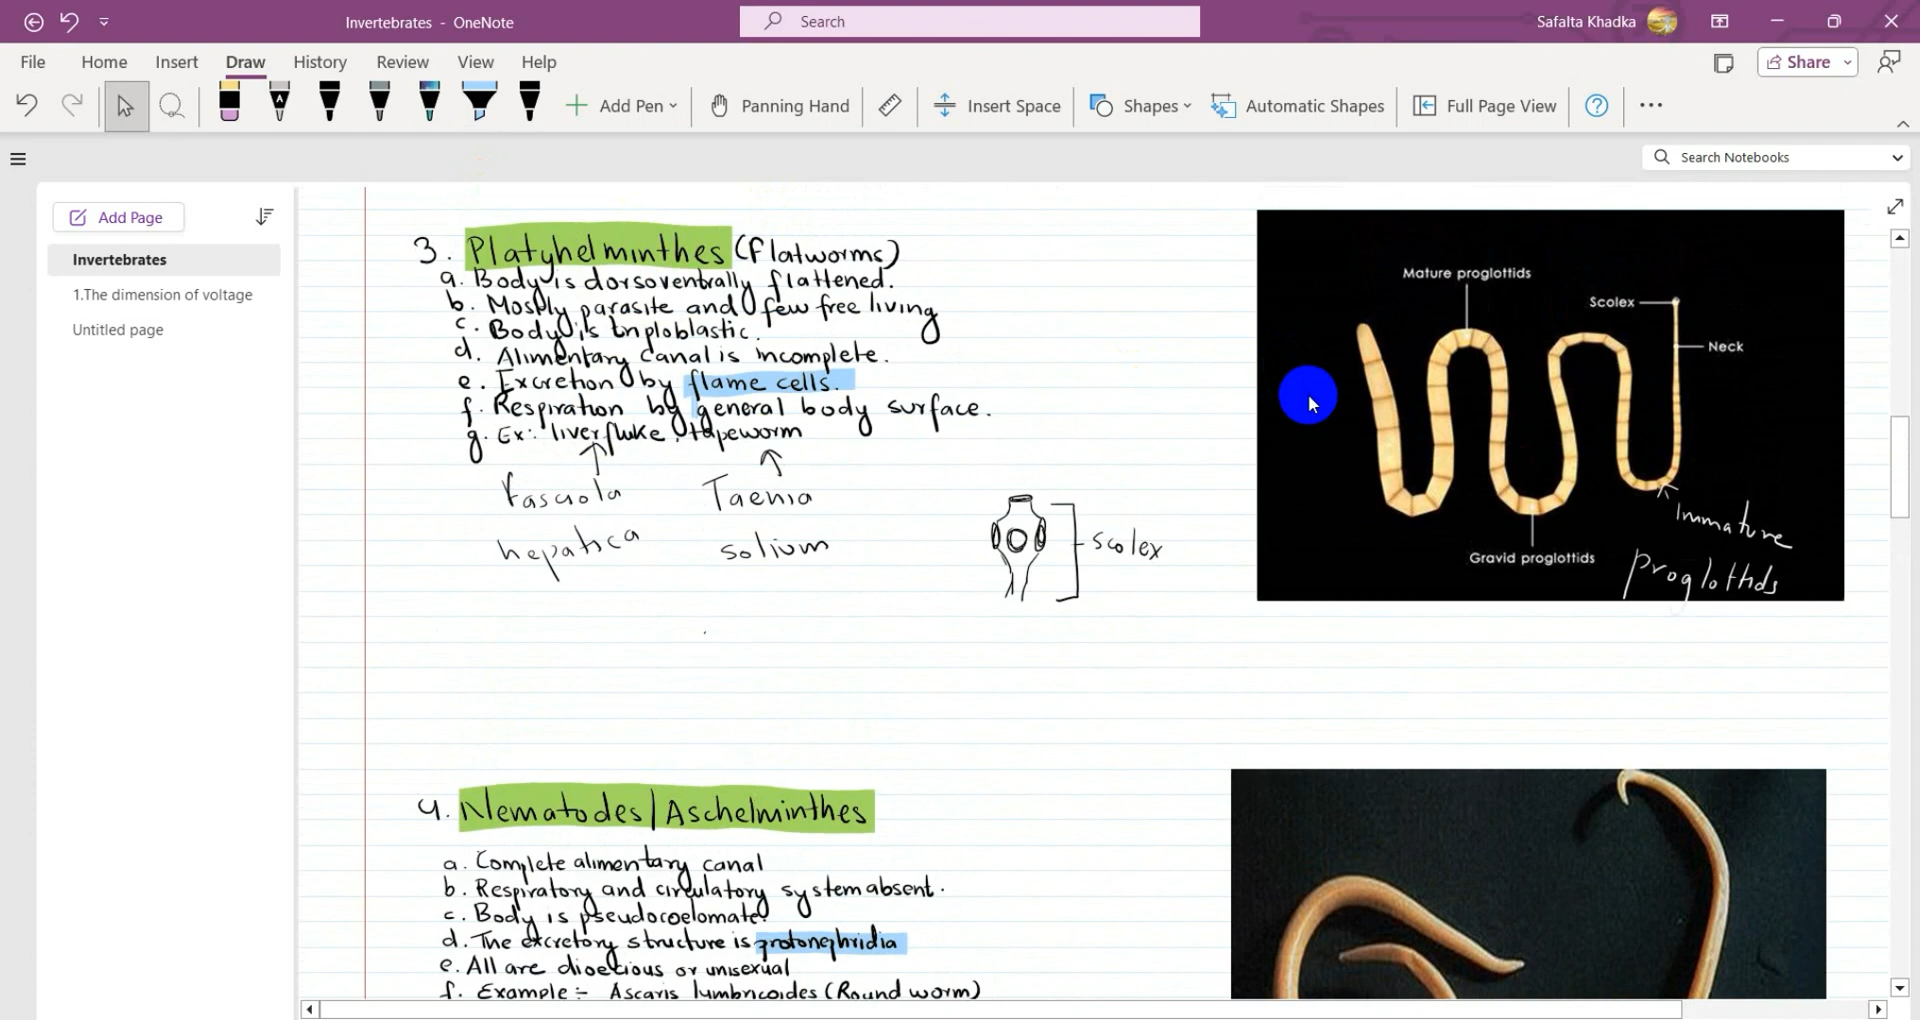 Invertebrates - OneNote
Search
Safalta Khadka
File Home Insert Draw History Review View Help
Share
Add Pen
Panning Hand
Insert Space
Shapes
Automatic Shapes
Full Page View
Search Notebooks
Add Page
Invertebrates
1.The dimension of voltage
Untitled page
3. Platyhelminthes (Flatworms)
a. Body is dorsoventrally flattened.
b. Mostly parasite and few free living
c. Body is triploblastic.
d. Alimentary canal is incomplete.
e. Excretion by flame cells.
f. Respiration by general body surface.
g. Ex: liverfluke, tapeworm
Fasciola
hepatica
Taenia
solium
scolex
Mature proglottids
Scolex
Neck
Gravid proglottids
immature
proglottids
4. Nematodes | Aschelminthes
a. Complete alimentary canal
b. Respiratory and circulatory system absent.
c. Body is pseudocoelomate.
d. The excretory structure is protonephridia
e. All are dioecious or unisexual
f. Example :- Ascaris lumbricoides (Round worm)